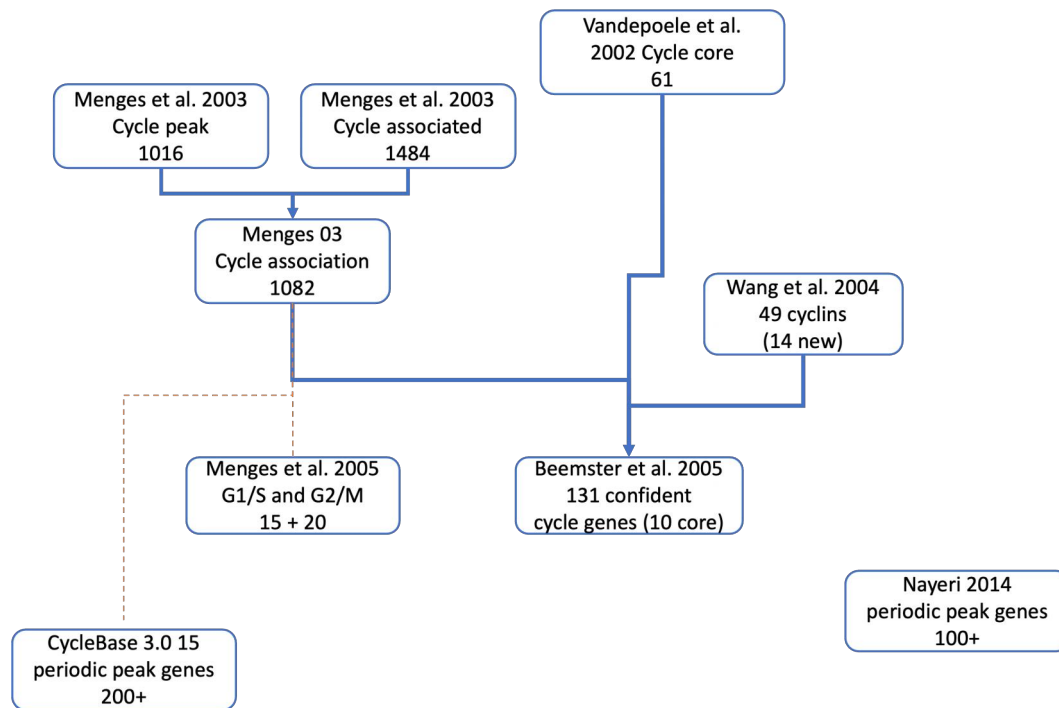 Vandepoele et al.
2002 Cycle core
61
Menges et al. 2003
Cycle peak
1016
Menges et al. 2003
Cycle associated
1484
Menges 03
Cycle association
1082
Wang et al. 2004
49 cyclins
(14 new)
Menges et al. 2005
G1/S and G2/M
15 + 20
Beemster et al. 2005
131 confident
cycle genes (10 core)
Nayeri 2014
periodic peak genes
100+
CycleBase 3.0 15
periodic peak genes
200+